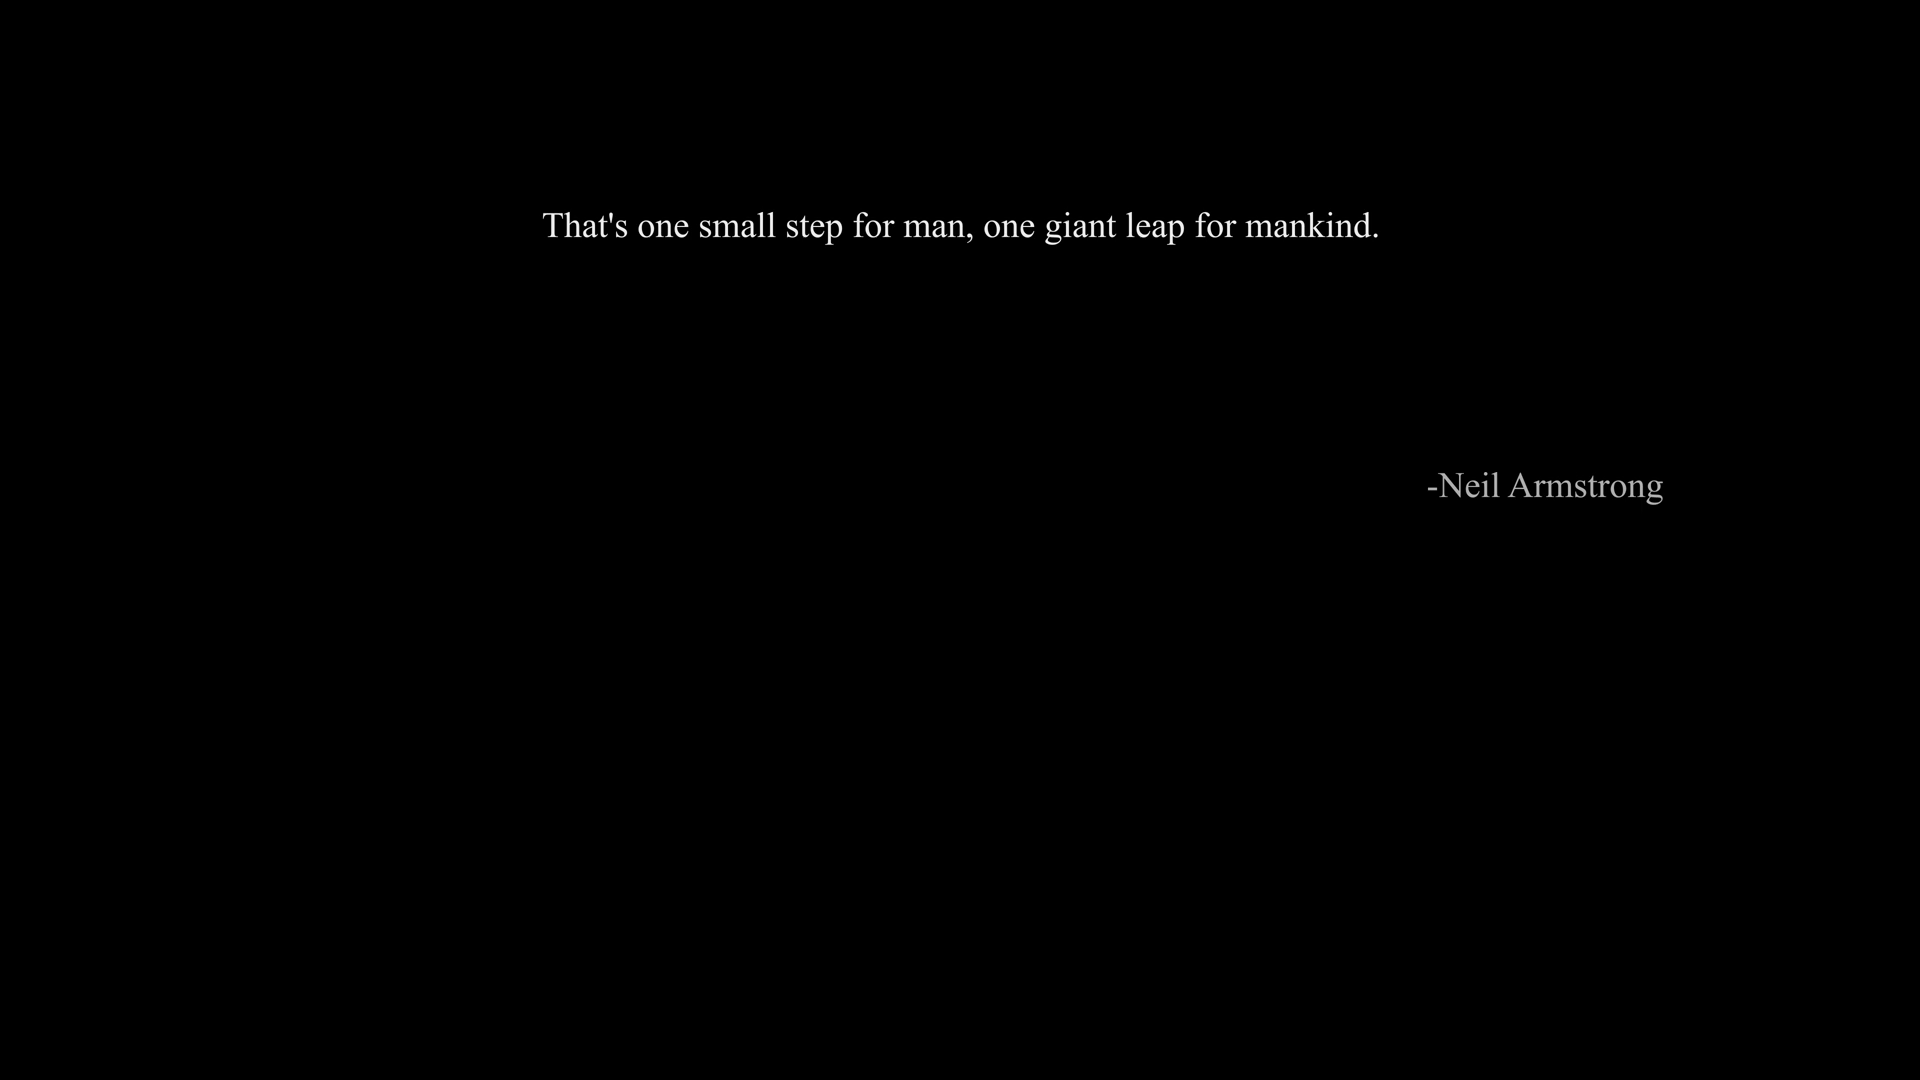 That's one small step for man, one giant leap for mankind.
-Neil Armstrong